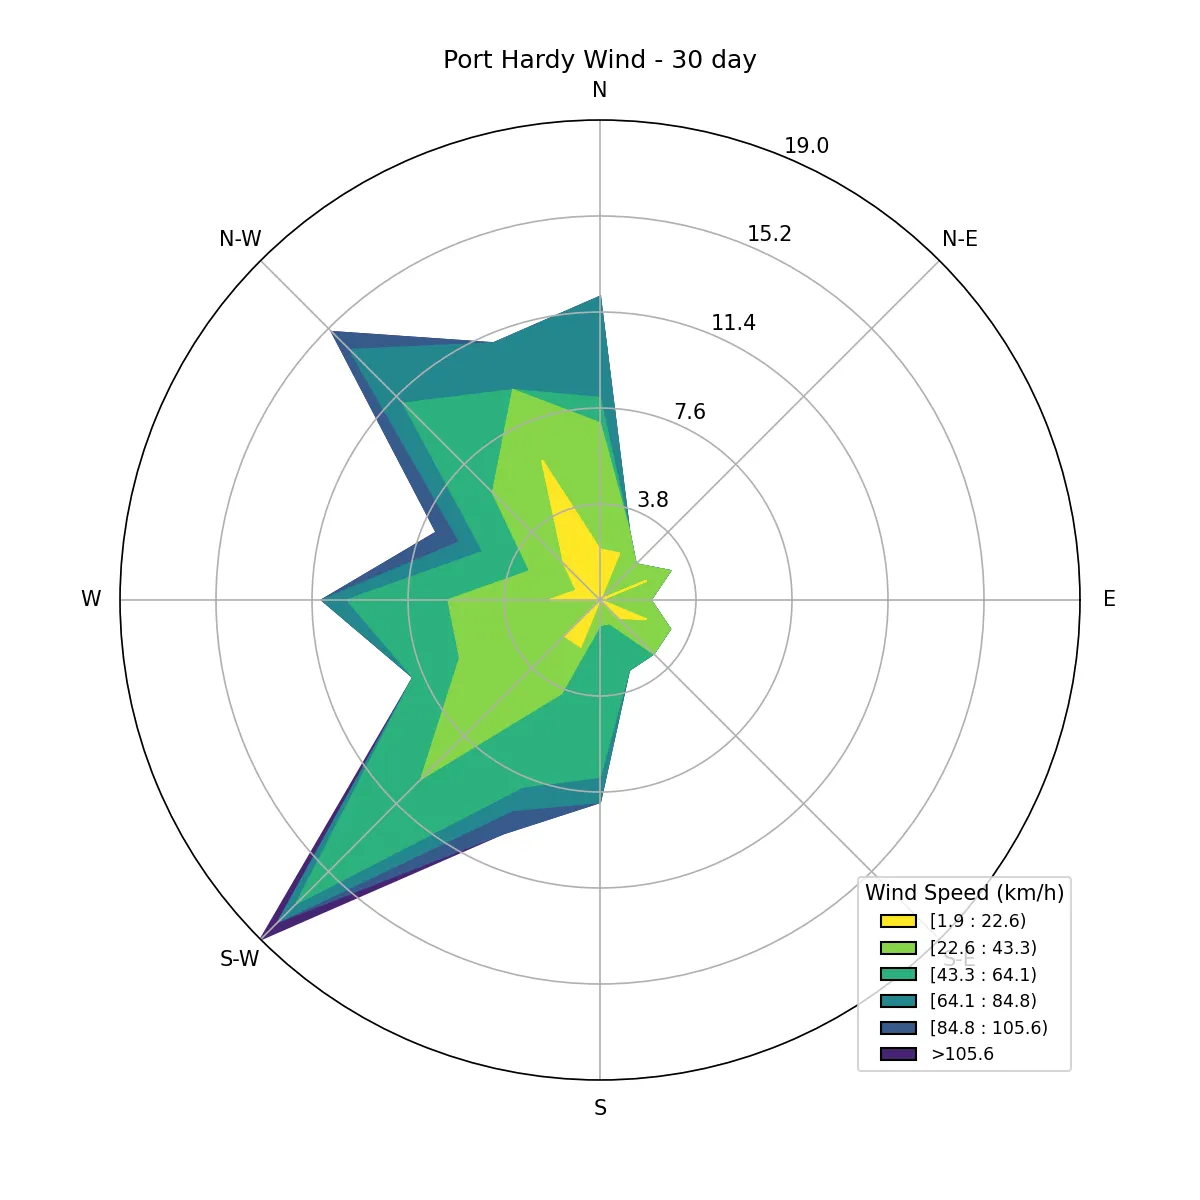 Port Hardy Wind - 30 day
N
19.0
15.2
N-W
N-E
11.4
7.6
3.8
W
E
Wind Speed (km/h)
[1.9 : 22.6)
[22.6 : 43.3)
S-W
S-E
[43.3 : 64.1)
[64.1 : 84.8)
[84.8 : 105.6)
>105.6
S